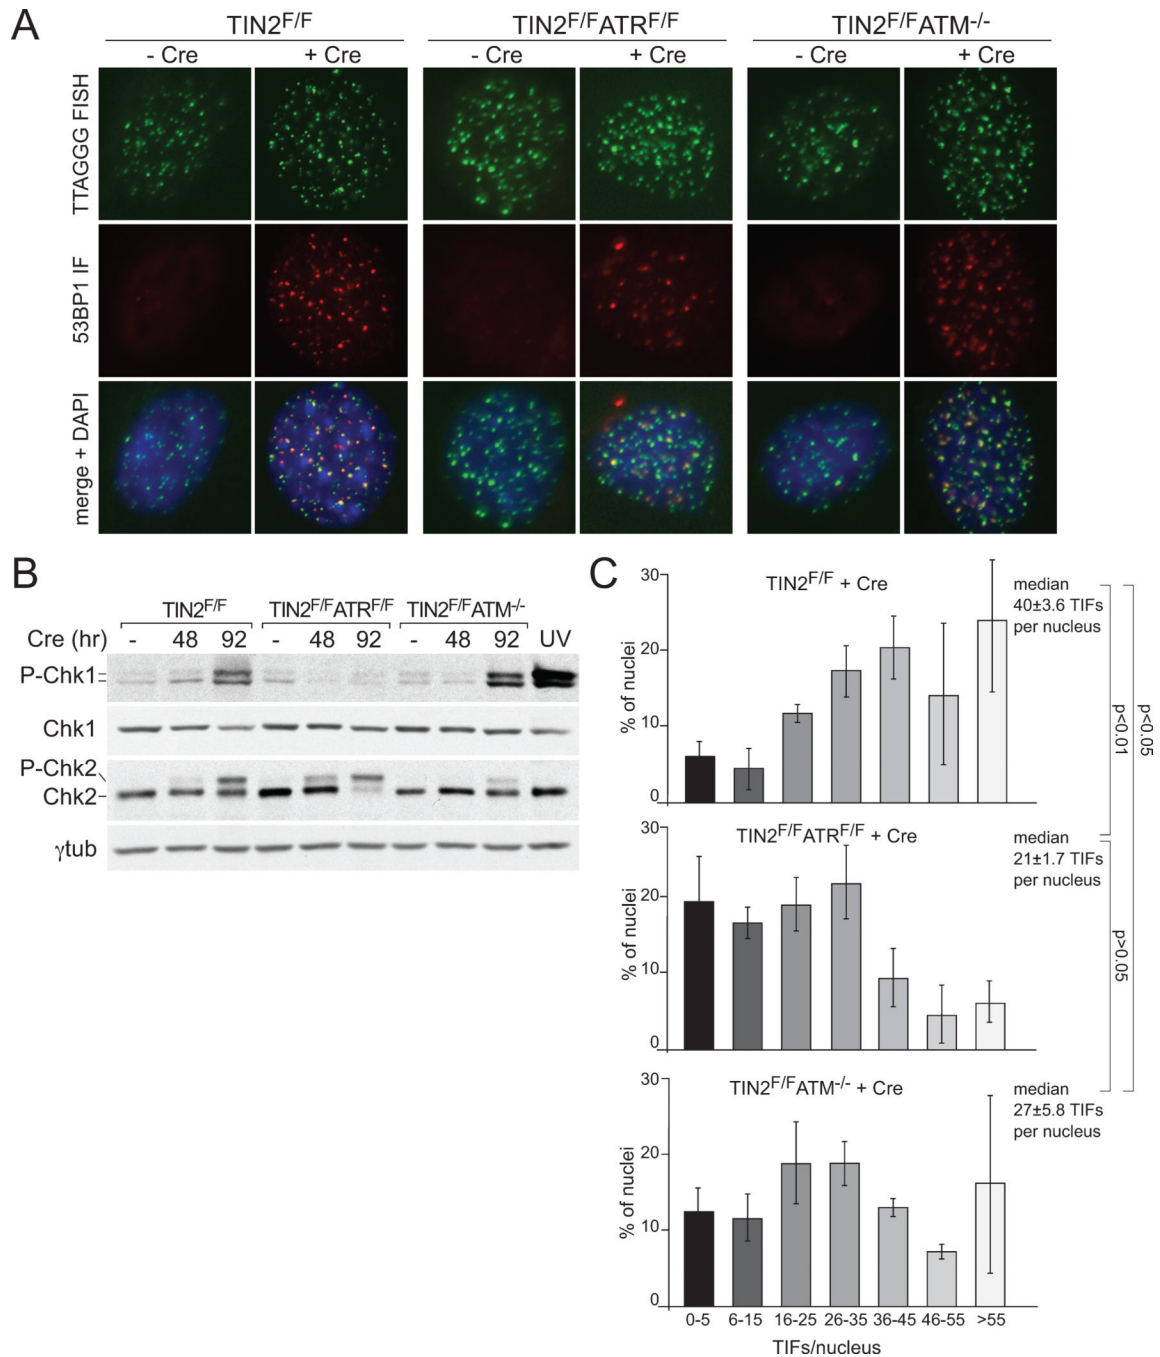 A
TIN2F/F TIN2F/FATRF/F TIN2F/FATM-/-
- Cre + Cre - Cre + Cre - Cre + Cre
TTAGGG FISH
53BP1 IF
merge + DAPI
B
TIN2F/F TIN2F/FATRF/F TIN2F/FATM-/-
Cre (hr) - 48 92 - 48 92 - 48 92 UV
P-Chk1
Chk1
P-Chk2
Chk2
γtub
C
TIN2F/F + Cre
median
40±3.6 TIFs
per nucleus
30
20
10
0
% of nuclei
p<0.01
p<0.05
TIN2F/FATRF/F + Cre
median
21±1.7 TIFs
per nucleus
30
20
10
0
% of nuclei
p>0.05
TIN2F/FATM-/- + Cre
median
27±5.8 TIFs
per nucleus
30
20
10
0
% of nuclei
0-5 6-15 16-25 26-35 36-45 46-55 >55
TIFs/nucleus